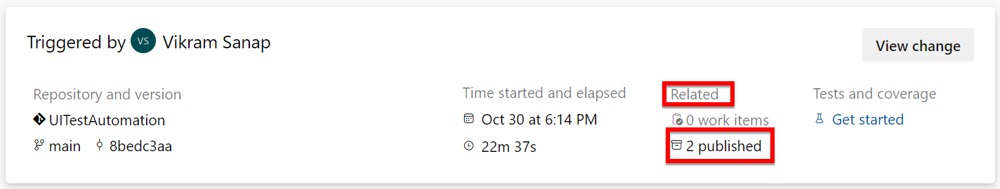 Triggered by VS Vikram Sanap
View change
Repository and version
UITestAutomation
main 8bedc3aa
Time started and elapsed
Oct 30 at 6:14 PM
22m 37s
Related
0 work items
2 published
Tests and coverage
Get started